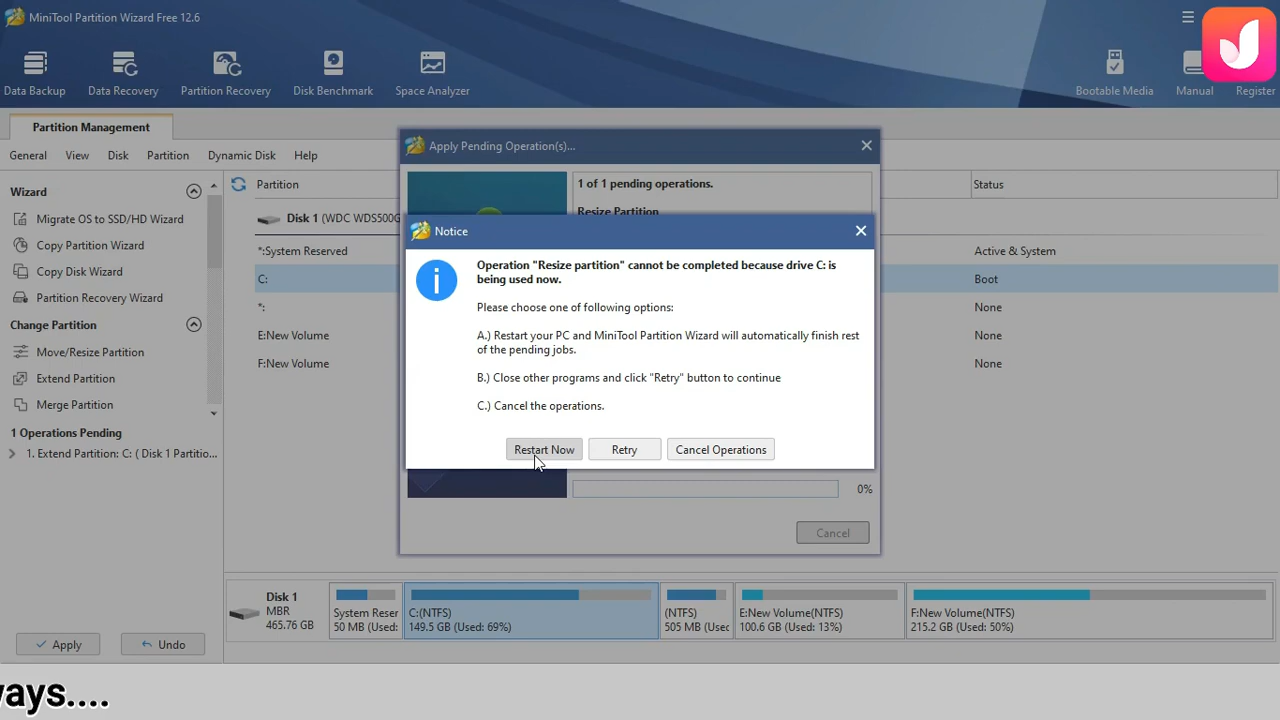 MiniTool Partition Wizard Free 12.6
Data Backup
Data Recovery
Partition Recovery
Disk Benchmark
Space Analyzer
Bootable Media
Manual
Register
Partition Management
General View Disk Partition Dynamic Disk Help
Wizard
Migrate OS to SSD/HD Wizard
Copy Partition Wizard
Copy Disk Wizard
Partition Recovery Wizard
Change Partition
Move/Resize Partition
Extend Partition
Merge Partition
1 Operations Pending
1. Extend Partition: C: ( Disk 1 Partitio...
Apply
Undo
Partition
Status
Disk 1 (WDC WDS500G
*:System Reserved
Active & System
C:
Boot
*:
None
E:New Volume
None
F:New Volume
None
Apply Pending Operation(s)...
1 of 1 pending operations.
Resize Partition
Notice
Operation "Resize partition" cannot be completed because drive C: is
being used now.
Please choose one of following options:
A.) Restart your PC and MiniTool Partition Wizard will automatically finish rest
of the pending jobs.
B.) Close other programs and click "Retry" button to continue
C.) Cancel the operations.
Restart Now
Retry
Cancel Operations
0%
Cancel
Disk 1
MBR
465.76 GB
System Reser
50 MB (Used:
C:(NTFS)
149.5 GB (Used: 69%)
(NTFS)
505 MB (Used
E:New Volume(NTFS)
100.6 GB (Used: 13%)
F:New Volume(NTFS)
215.2 GB (Used: 50%)
ways....